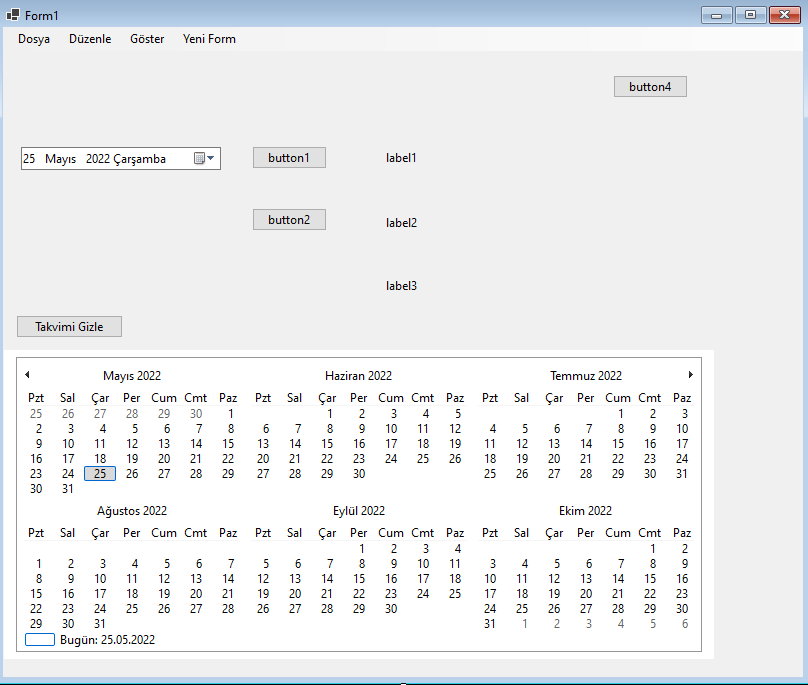 Form1
Dosya Düzenle Göster Yeni Form
button4
25 Mayıs 2022 Çarşamba button1 label1
button2 label2
label3
Takvimi Gizle
Mayıs 2022 Haziran 2022 Temmuz 2022
Pzt Sal Çar Per Cum Cmt Paz Pzt Sal Çar Per Cum Cmt Paz Pzt Sal Çar Per Cum Cmt Paz
25 26 27 28 29 30 1 1 2 3 4 5 1 2 3
2 3 4 5 6 7 8 6 7 8 9 10 11 12 4 5 6 7 8 9 10
9 10 11 12 13 14 15 13 14 15 16 17 18 19 11 12 13 14 15 16 17
16 17 18 19 20 21 22 20 21 22 23 24 25 26 18 19 20 21 22 23 24
23 24 25 26 27 28 29 27 28 29 30 25 26 27 28 29 30 31
30 31
Ağustos 2022 Eylül 2022 Ekim 2022
Pzt Sal Çar Per Cum Cmt Paz Pzt Sal Çar Per Cum Cmt Paz Pzt Sal Çar Per Cum Cmt Paz
1 2 3 4 1 2
1 2 3 4 5 6 7 5 6 7 8 9 10 11 3 4 5 6 7 8 9
8 9 10 11 12 13 14 12 13 14 15 16 17 18 10 11 12 13 14 15 16
15 16 17 18 19 20 21 19 20 21 22 23 24 25 17 18 19 20 21 22 23
22 23 24 25 26 27 28 26 27 28 29 30 24 25 26 27 28 29 30
29 30 31 31 1 2 3 4 5 6
Bugün: 25.05.2022